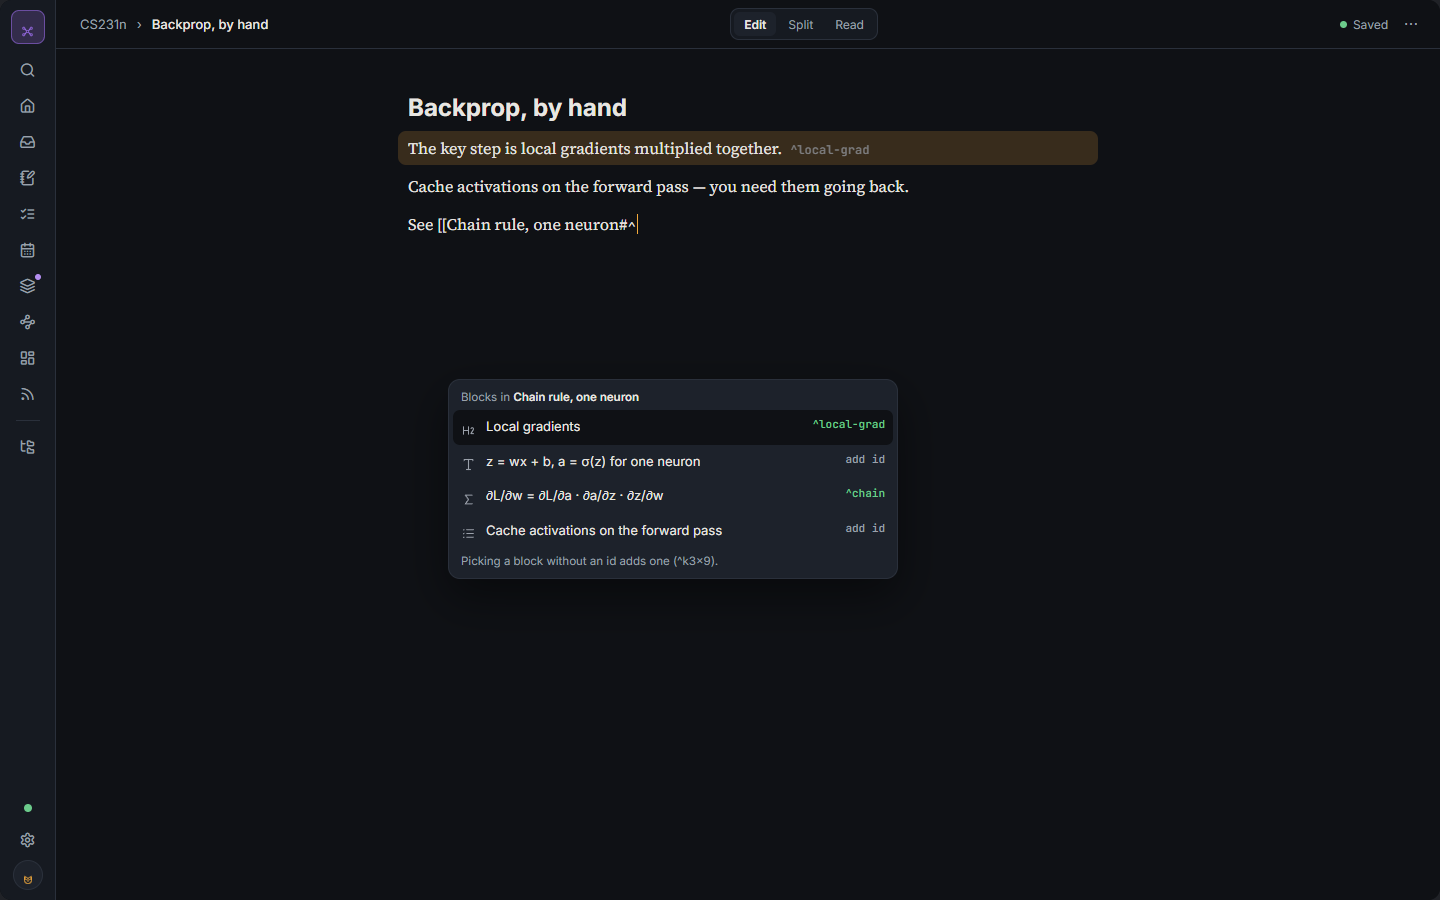 CS231n › Backprop, by hand
Edit Split Read
Saved
Backprop, by hand
The key step is local gradients multiplied together. ^local-grad
Cache activations on the forward pass — you need them going back.
See [[Chain rule, one neuron#^
Blocks in Chain rule, one neuron
H2 Local gradients ^local-grad
z = wx + b, a = σ(z) for one neuron add id
∂L/∂w = ∂L/∂a · ∂a/∂z · ∂z/∂w ^chain
Cache activations on the forward pass add id
Picking a block without an id adds one (^k3×9).